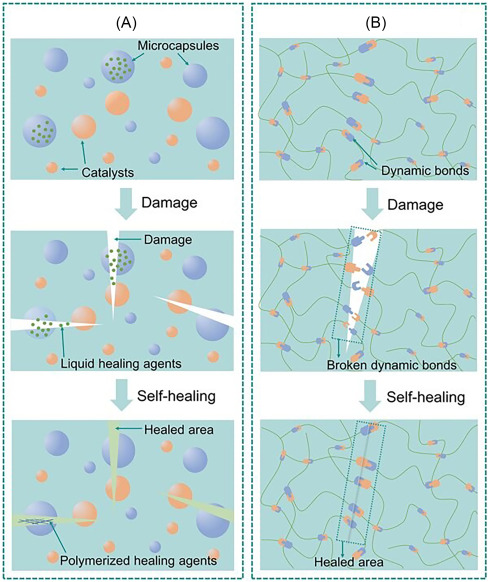 (A)
Microcapsules
Catalysts
Damage
Damage
Liquid healing agents
Self-healing
Healed area
Polymerized healing agents
(B)
Dynamic bonds
Damage
Broken dynamic bonds
Self-healing
Healed area